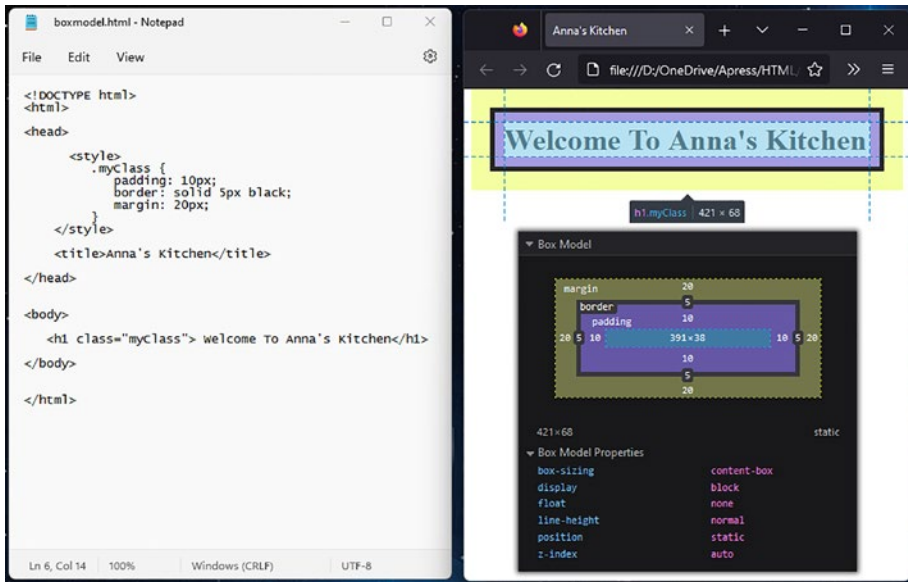 boxmodel.html - Notepad
File Edit View
<!DOCTYPE html>
<html>
<head>
<style>
.myClass {
padding: 10px;
border: solid 5px black;
margin: 20px;
}
</style>
<title>Anna's Kitchen</title>
</head>
<body>
<h1 class="myClass"> Welcome To Anna's Kitchen</h1>
</body>
</html>
Ln 6, Col 14 100% Windows (CRLF) UTF-8
Anna's Kitchen
file:///D:/OneDrive/Apress/HTML/
Welcome To Anna's Kitchen
h1.myClass 421 × 68
Box Model
margin 20
border 5
padding 10
20 5 10 391×38 10 5 20
10
5
20
421×68 static
Box Model Properties
box-sizing content-box
display block
float none
line-height normal
position static
z-index auto